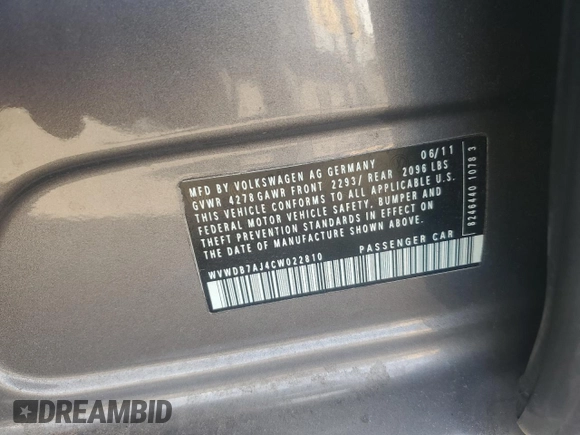 MFD BY VOLKSWAGEN AG GERMANY 06/11
GVWR 4278 GAWR FRONT 2293/ REAR 2096 LBS
THIS VEHICLE CONFORMS TO ALL APPLICABLE U.S.
FEDERAL MOTOR VEHICLE SAFETY, BUMPER AND
THEFT PREVENTION STANDARDS IN EFFECT ON
THE DATE OF MANUFACTURE SHOWN ABOVE.
WVWDB7AJ4CW022810 PASSENGER CAR
8246440 1078 3
DREAMBID